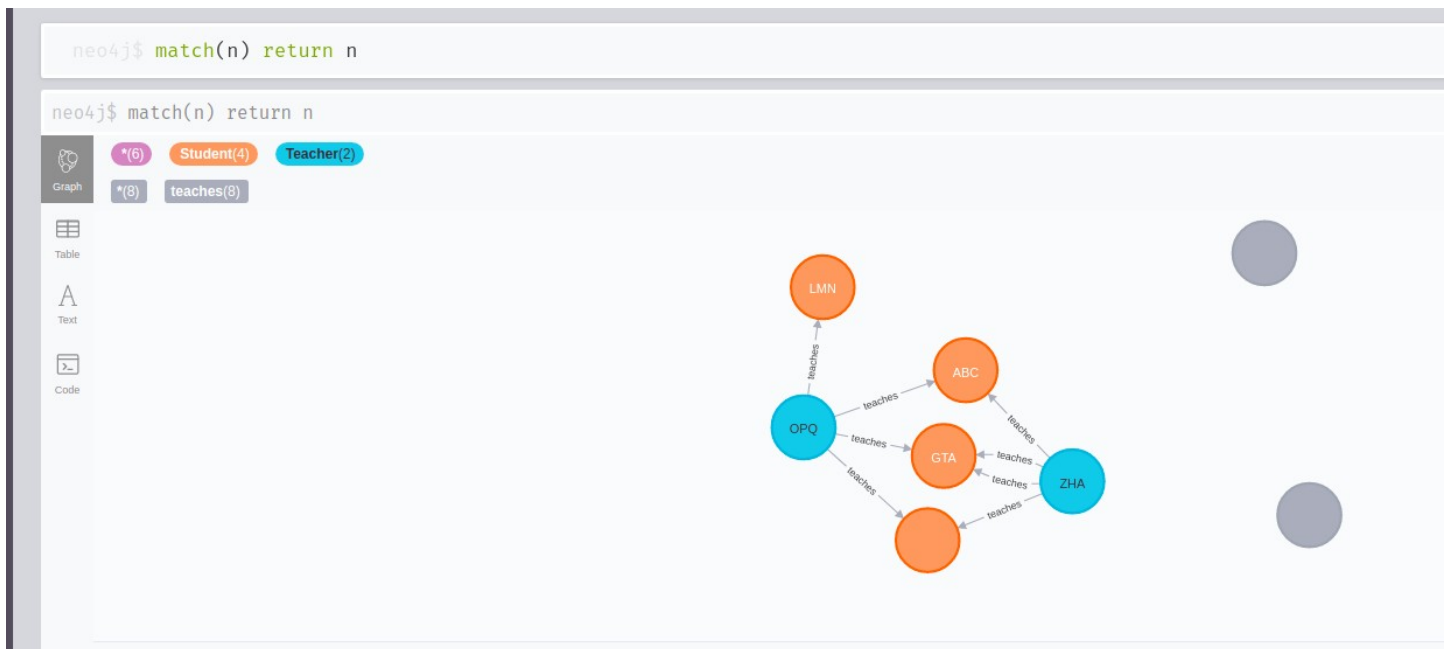 neo4j$ match(n) return n
neo4j$ match(n) return n
*(6) Student(4) Teacher(2)
*(8) teaches(8)
Graph
Table
A
Text
Code
LMN
teaches
ABC
teaches
teaches
OPQ
teaches
GTA
teaches
teaches
ZHA
teaches
teaches